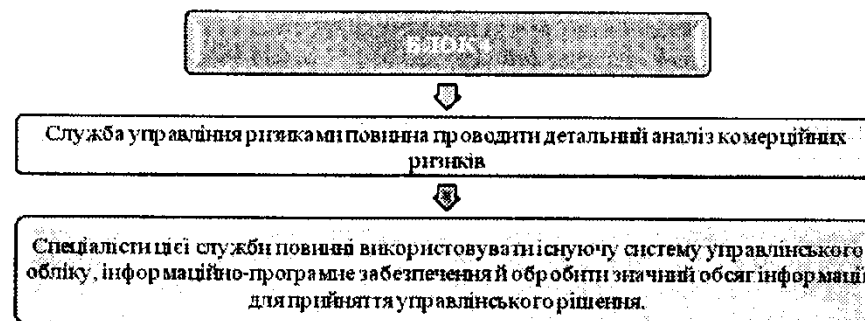 БЛОК 4
Служба управління ризиками повинна проводити детальний аналіз комерційних
ризиків
Спеціалісти цієї служби повинні використовувати існуючу систему управлінського
обліку, інформаційно-програмне забезпечення й обробити значний обсяг інформації
для прийняття управлінського рішення.